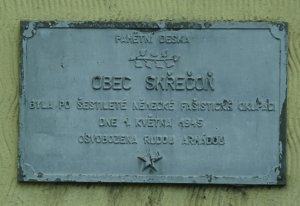 PAMĚTNÍ DESKA
OBEC SKŘEČOŇ
BYLA PO ŠESTILETÉ NĚMECKÉ FAŠISTICKÉ OKUPACI
DNE 1. KVĚTNA 1945
OSVOBOZENA RUDOU ARMÁDOU